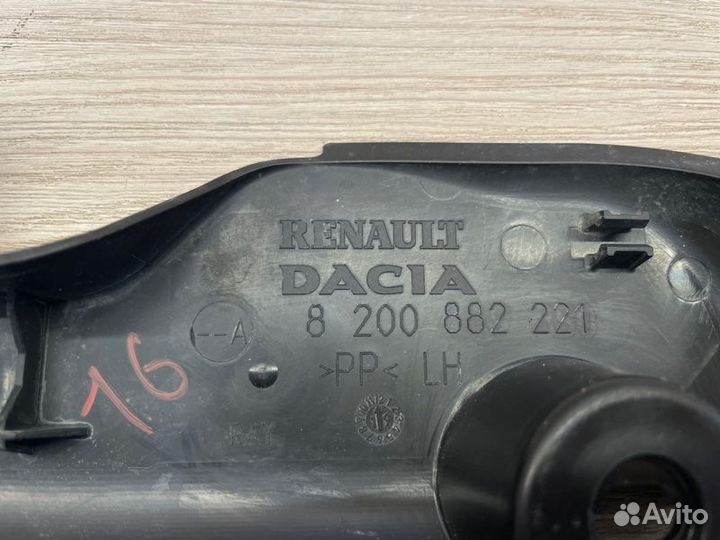 RENAULT
DACIA
--A 8 200 882 221
>PP< LH
16
Avito